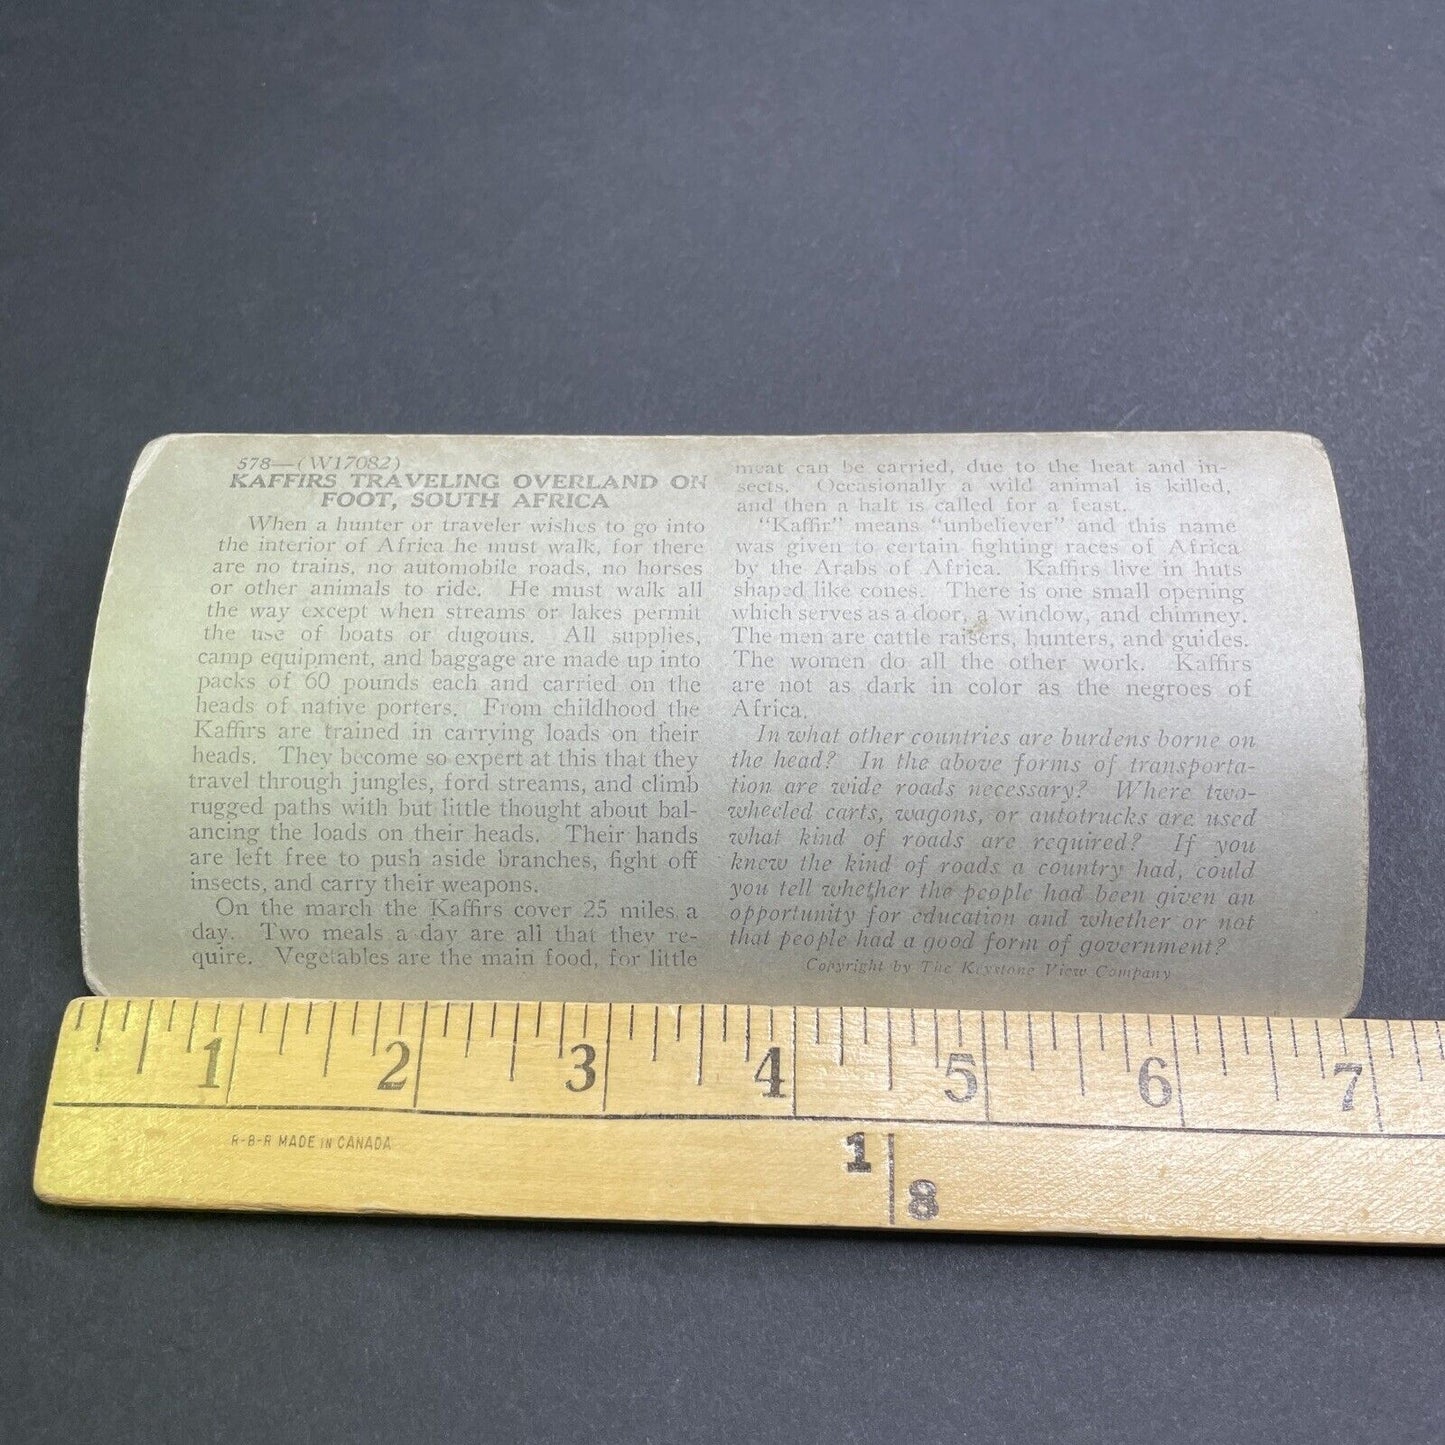 578—(W17082)
KAFFIRS TRAVELING OVERLAND ON
FOOT, SOUTH AFRICA
When a hunter or traveler wishes to go into
the interior of Africa he must walk, for there
are no trains, no automobile roads, no horses
or other animals to ride. He must walk all
the way except when streams or lakes permit
the use of boats or dugouts. All supplies,
camp equipment, and baggage are made up into
packs of 60 pounds each and carried on the
heads of native porters. From childhood the
Kaffirs are trained in carrying loads on their
heads. They become so expert at this that they
travel through jungles, ford streams, and climb
rugged paths with but little thought about bal-
ancing the loads on their heads. Their hands
are left free to push aside branches, fight off
insects, and carry their weapons.
On the march the Kaffirs cover 25 miles a
day. Two meals a day are all that they re-
quire. Vegetables are the main food, for little
meat can be carried, due to the heat and in-
sects. Occasionally a wild animal is killed,
and then a halt is called for a feast.
"Kaffir" means "unbeliever" and this name
was given to certain fighting races of Africa
by the Arabs of Africa. Kaffirs live in huts
shaped like cones. There is one small opening
which serves as a door, a window, and chimney.
The men are cattle raisers, hunters, and guides.
The women do all the other work. Kaffirs
are not as dark in color as the negroes of
Africa.
In what other countries are burdens borne on
the head? In the above forms of transporta-
tion are wide roads necessary? Where two-
wheeled carts, wagons, or autotrucks are used
what kind of roads are required? If you
knew the kind of roads a country had, could
you tell whether the people had been given an
opportunity for education and whether or not
that people had a good form of government?
Copyright by The Keystone View Company
1 2 3 4 5 6 7
R-B-R MADE IN CANADA
1
8